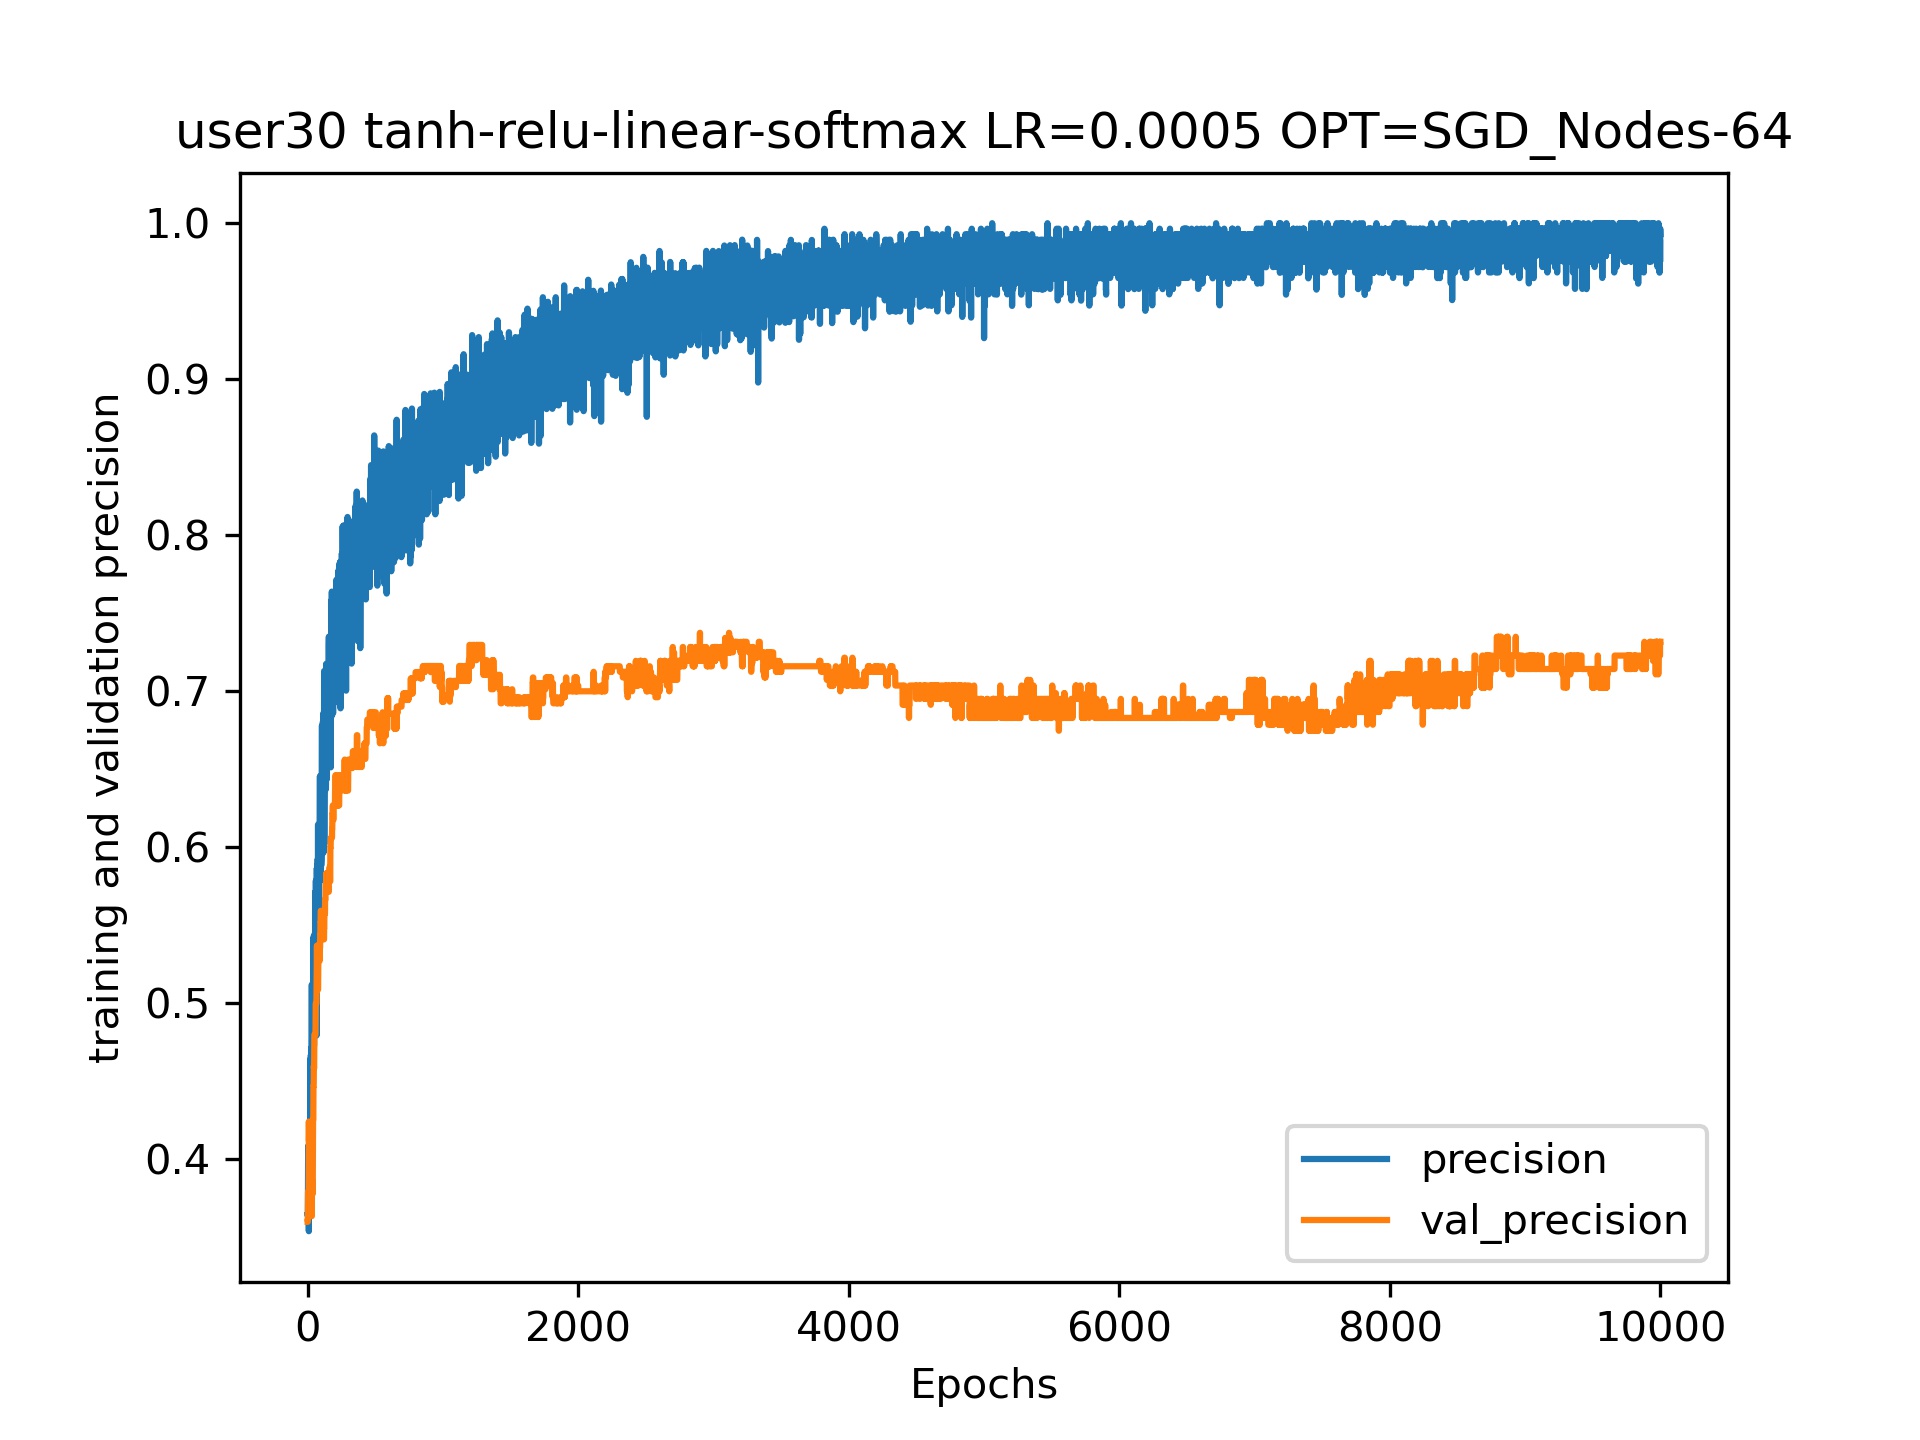 user30 tanh-relu-linear-softmax LR=0.0005 OPT=SGD_Nodes-64
training and validation precision
1.0
0.9
0.8
0.7
0.6
0.5
0.4
precision
val_precision
0 2000 4000 6000 8000 10000
Epochs